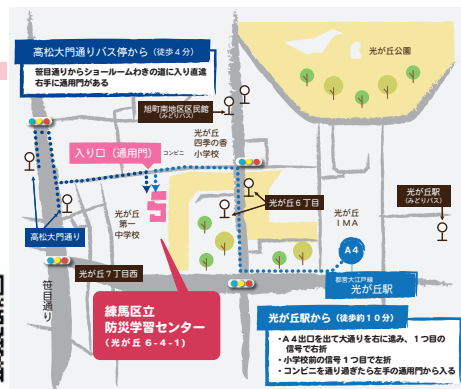 高松大門通りバス停から（徒歩4分）
笹目通りからショールームわきの道に入り直進
右手に通用門がある
光が丘公園
旭町南地区区民館
（みどりバス）
光が丘
四季の香
小学校
入り口（通用門）
コンビニ
光が丘駅
（みどりバス）
光が丘6丁目
光が丘
第一
中学校
光が丘
IMA
高松大門通り
A4
光が丘7丁目西
都営大江戸線
光が丘駅
笹目通り
練馬区立
防災学習センター
（光が丘6-4-1）
光が丘駅から（徒歩約10分）
・A4出口を出て大通りを右に進み、1つ目の
信号で右折
・小学校前の信号1つ目で左折
・コンビニを通り過ぎたら左手の通用門から入る